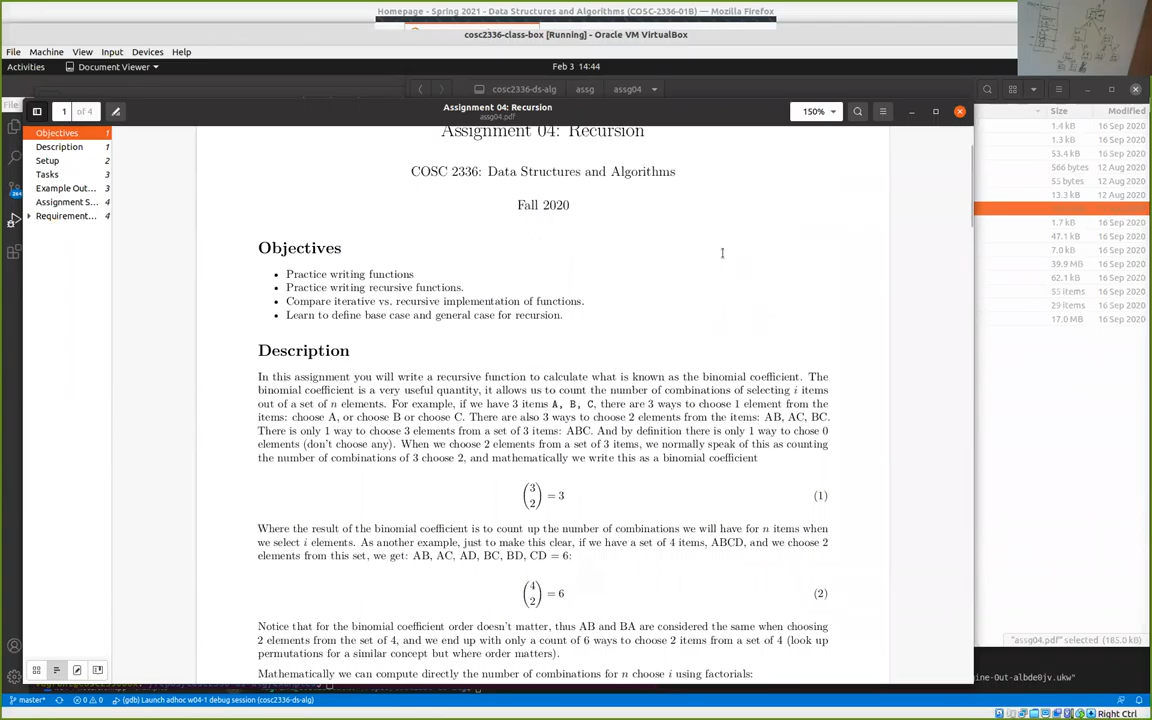 Homepage - Spring 2021 - Data Structures and Algorithms (COSC-2336-01B) — Mozilla Firefox
cosc2336-class-box [Running] - Oracle VM VirtualBox
File Machine View Input Devices Help
Activities Document Viewer Feb 3 14:44
cosc2336-ds-alg assg assg04
File
1 of 4 Assignment 04: Recursion 150%
assg04.pdf
Size Modified
Objectives 1
Description 1
Setup 2
Tasks 3
Example Out... 3
Assignment S... 4
Requirement... 4
1.4 kB 16 Sep 2020
1.3 kB 16 Sep 2020
53.4 kB 16 Sep 2020
566 bytes 12 Aug 2020
55 bytes 12 Aug 2020
13.3 kB 12 Aug 2020
1.7 kB 16 Sep 2020
47.1 kB 16 Sep 2020
7.0 kB 16 Sep 2020
39.9 MB 16 Sep 2020
62.1 kB 16 Sep 2020
55 items 16 Sep 2020
29 items 16 Sep 2020
17.0 MB 16 Sep 2020
Assignment 04: Recursion
COSC 2336: Data Structures and Algorithms
Fall 2020
Objectives
• Practice writing functions
• Practice writing recursive functions.
• Compare iterative vs. recursive implementation of functions.
• Learn to define base case and general case for recursion.
Description
In this assignment you will write a recursive function to calculate what is known as the binomial coefficient. The
binomial coefficient is a very useful quantity, it allows us to count the number of combinations of selecting i items
out of a set of n elements. For example, if we have 3 items A, B, C, there are 3 ways to choose 1 element from the
items: choose A, or choose B or choose C. There are also 3 ways to choose 2 elements from the items: AB, AC, BC.
There is only 1 way to choose 3 elements from a set of 3 items: ABC. And by definition there is only 1 way to chose 0
elements (don't choose any). When we choose 2 elements from a set of 3 items, we normally speak of this as counting
the number of combinations of 3 choose 2, and mathematically we write this as a binomial coefficient
(3 2) = 3 (1)
Where the result of the binomial coefficient is to count up the number of combinations we will have for n items when
we select i elements. As another example, just to make this clear, if we have a set of 4 items, ABCD, and we choose 2
elements from this set, we get: AB, AC, AD, BC, BD, CD = 6:
(4 2) = 6 (2)
Notice that for the binomial coefficient order doesn't matter, thus AB and BA are considered the same when choosing
2 elements from the set of 4, and we end up with only a count of 6 ways to choose 2 items from a set of 4 (look up
permutations for a similar concept but where order matters).
Mathematically we can compute directly the number of combinations for n choose i using factorials:
"assg04.pdf" selected (185.0 kB)
ine-Out-albde0jv.ukw"
master* 0 0 (gdb) Launch adhoc w04-1 debug session (cosc2336-ds-alg)
Right Ctrl